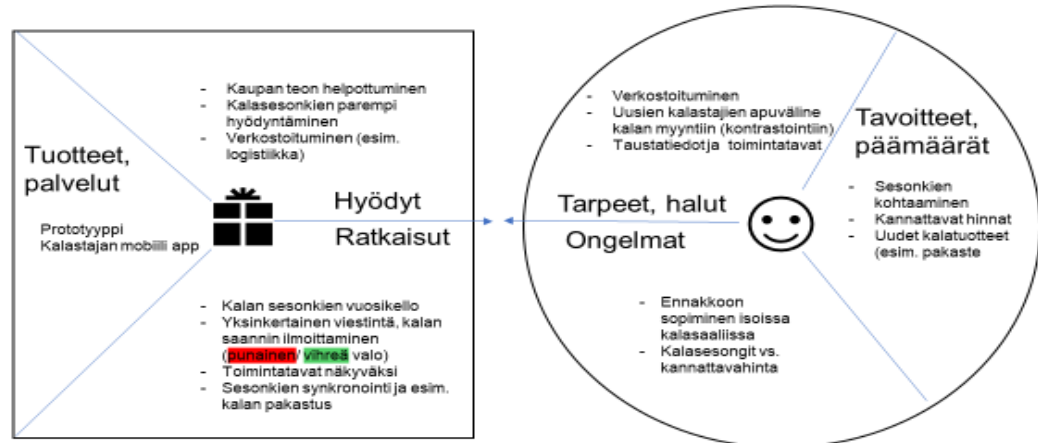 - Kaupan teon helpottuminen
- Kalasesonkien parempi
hyödyntäminen
- Verkostoituminen (esim.
logistiikka)
Tuotteet,
palvelut
Prototyyppi
Kalastajan mobiili app
Hyödyt
Ratkaisut
- Kalan sesonkien vuosikello
- Yksinkertainen viestintä, kalan
saannin ilmoittaminen
(punainen/ vihreä valo)
- Toimintatavat näkyväksi
- Sesonkien synkronointi ja esim.
kalan pakastus
- Verkostoituminen
- Uusien kalastajien apuväline
kalan myyntiin (kontrastointiin)
- Taustatiedot ja toimintatavat
Tarpeet, halut
Ongelmat
- Ennakkoon
sopiminen isoissa
kalasaaliissa
- Kalasesongit vs.
kannattavahinta
Tavoitteet,
päämäärät
- Sesonkien
kohtaaminen
- Kannattavat hinnat
- Uudet kalatuotteet
(esim. pakaste